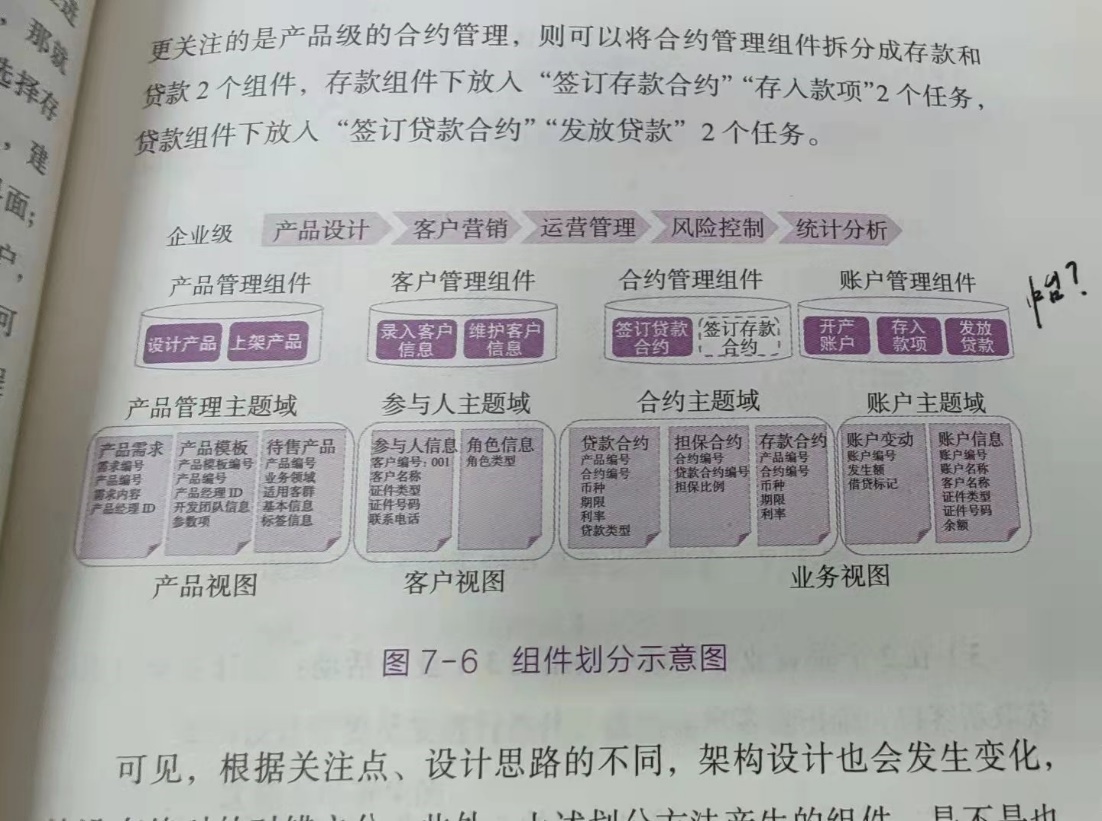 那就
选择存
，建
面；
户，
何
更关注的是产品级的合约管理，则可以将合约管理组件拆分成存款和
贷款 2 个组件，存款组件下放入“签订存款合约”“存入款项”2 个任务，
贷款组件下放入“签订贷款合约”“发放贷款” 2 个任务。
企业级 产品设计 客户营销 运营管理 风险控制 统计分析
产品管理组件 客户管理组件 合约管理组件 账户管理组件
设计产品 上架产品
录入客户信息 维护客户信息
签订贷款合约 签订存款合约
开产账户 存入款项 发放贷款
产品管理主题域 参与人主题域 合约主题域 账户主题域
产品需求
需求编号
产品编号
需求内容
产品经理 ID
产品模板
产品模板编号
产品编号
产品经理 ID
开发团队信息
参数项
待售产品
产品编号
业务领域
适用客群
基本信息
标签信息
参与人信息
客户编号：001
客户名称
证件类型
证件号码
联系电话
角色信息
角色类型
贷款合约
产品编号
合约编号
币种
期限
利率
贷款类型
担保合约
合约编号
贷款合约编号
担保比例
存款合约
产品编号
合约编号
币种
期限
利率
账户变动
账户编号
发生额
借贷标记
账户信息
账户编号
账户名称
客户名称
证件类型
证件号码
余额
产品视图 客户视图 业务视图
图 7-6 组件划分示意图
可见，根据关注点、设计思路的不同，架构设计也会发生变化，